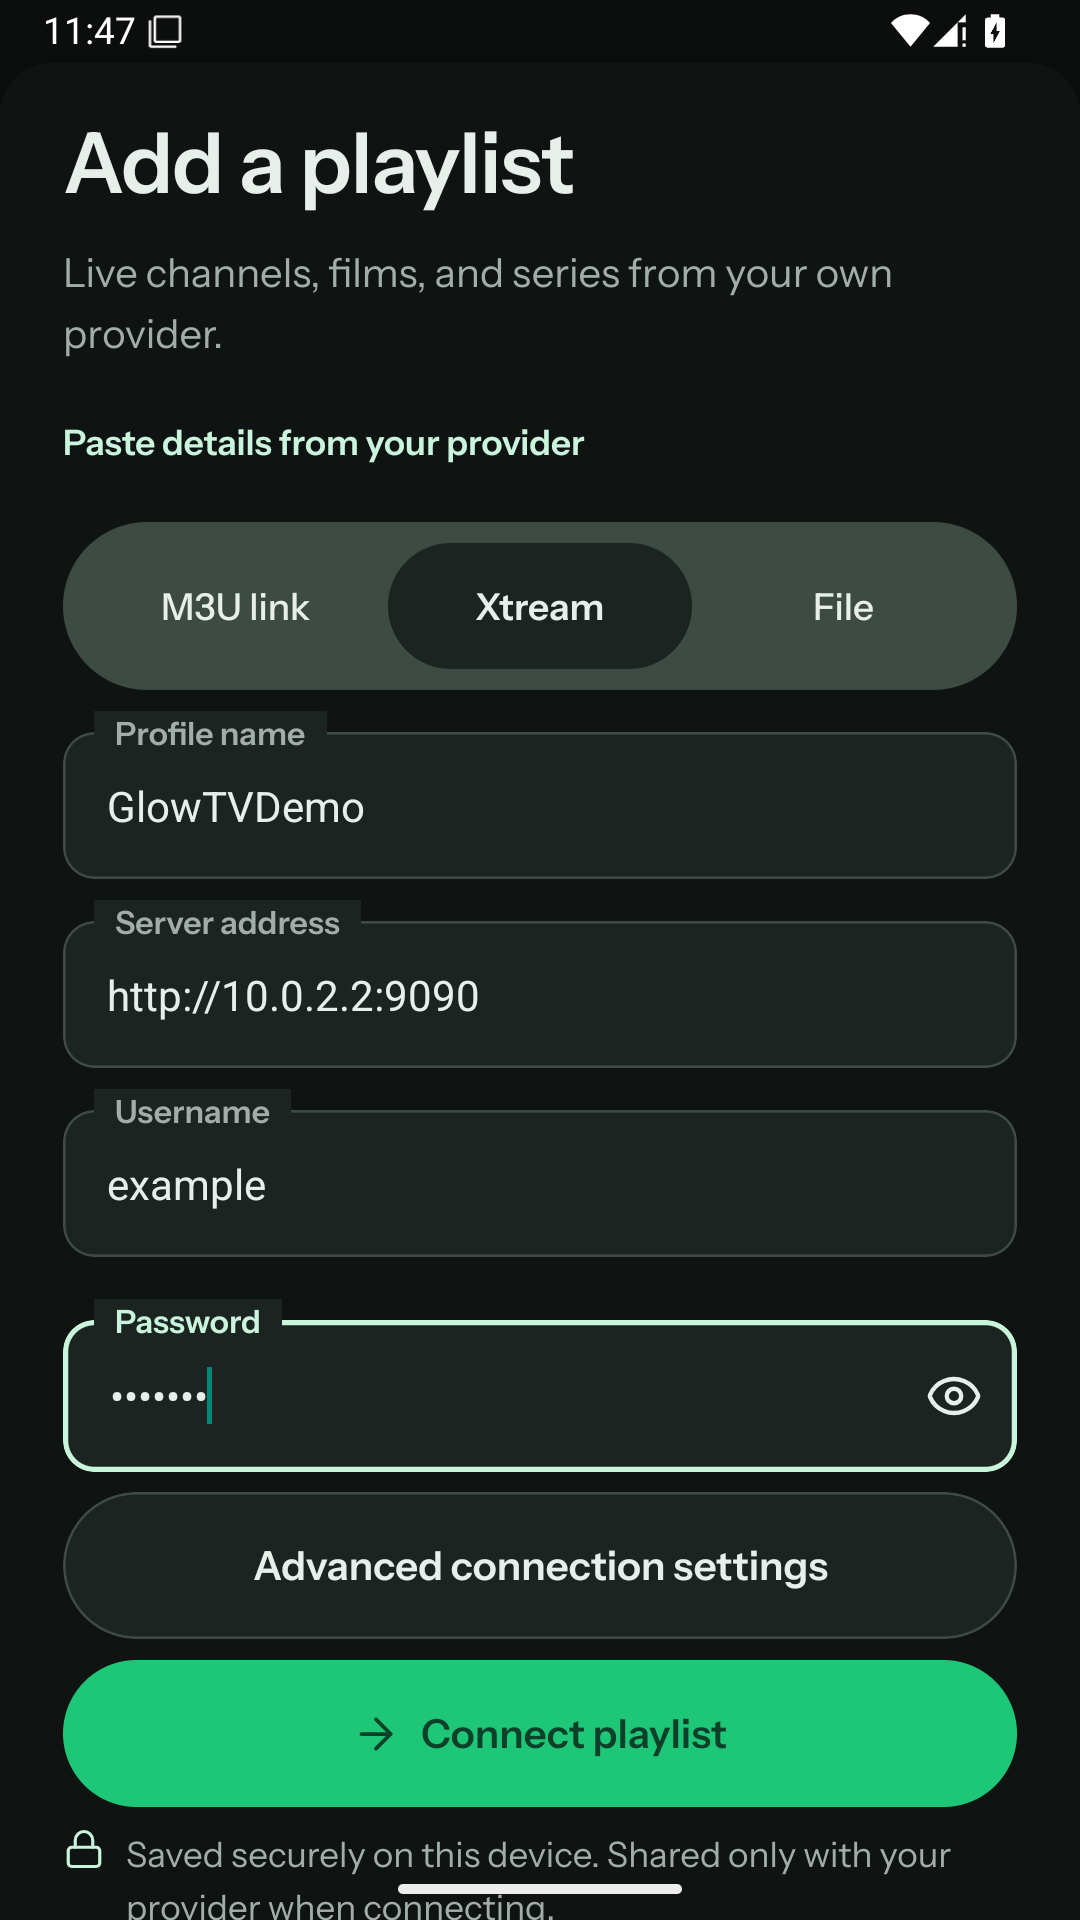 11:47
Add a playlist
Live channels, films, and series from your own
provider.
Paste details from your provider
M3U link
Xtream
File
Profile name
GlowTVDemo
Server address
http://10.0.2.2:9090
Username
example
Password
•••••••
Advanced connection settings
Connect playlist
Saved securely on this device. Shared only with your
provider when connecting.